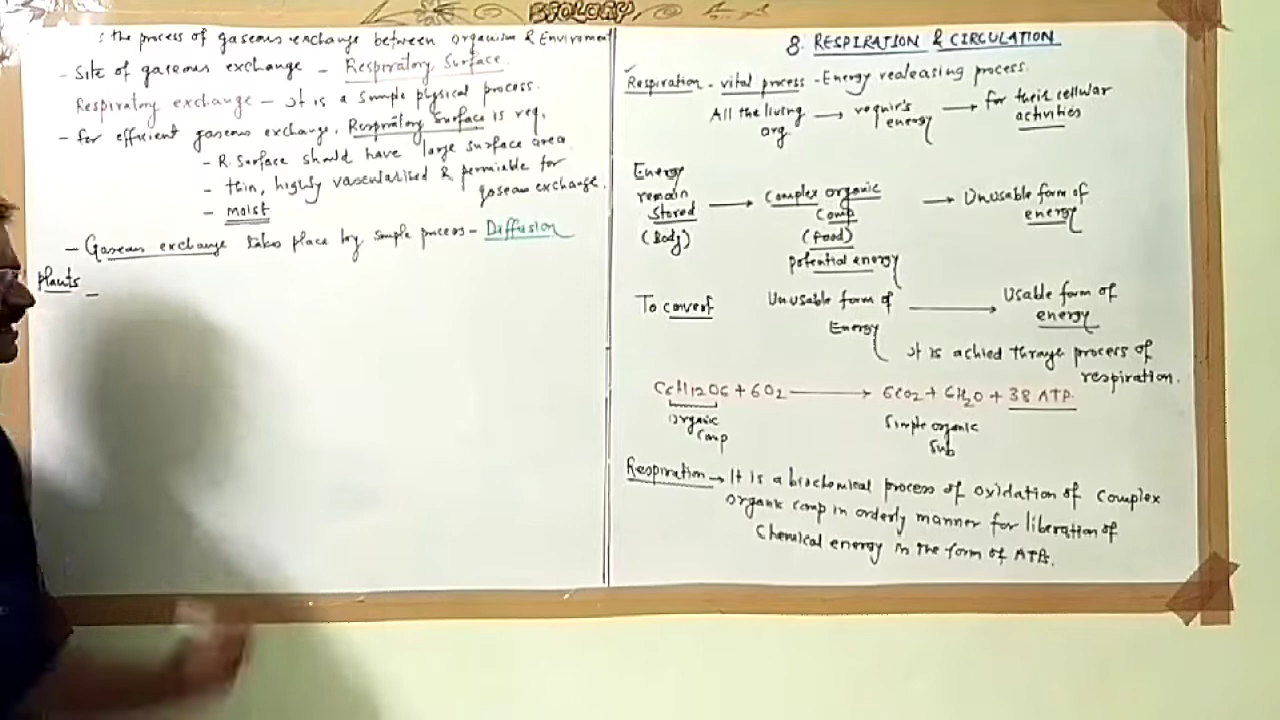 BIOLOGY
: the process of gaseous exchange between organism & Enviroment
- Site of gaseous exchange - Respiratory Surface.
Respiratory exchange - It is a simple physical process.
- for efficient gaseous exchange, Respiratory Surface is req.
- R. Surface should have large surface area
- thin, highly vascularised & permiable for
gaseous exchange.
- moist
- Gaseous exchange takes place by simple process - Diffusion
plants -
8. RESPIRATION & CIRCULATION
Respiration - vital process - Energy realeasing process.
All the living
org
→ requir's
energy
→ for their cellular
activities
Energy
remain
Stored
(Body)
→ Complex organic
Comp
(food)
potential energy
→ Unusable form of
energy
To convert
Unusable form of
Energy
→ Usable form of
energy
It is achied thrauge process of
respiration.
C6H12O6 + 6O2 → 6CO2 + 6H2O + 38 ATP.
Organic
Comp
Simple organic
Sub
Respiration → It is a biochemical process of oxidation of complex
organic comp in orderly manner for liberation of
Chemical energy in the form of ATPs.